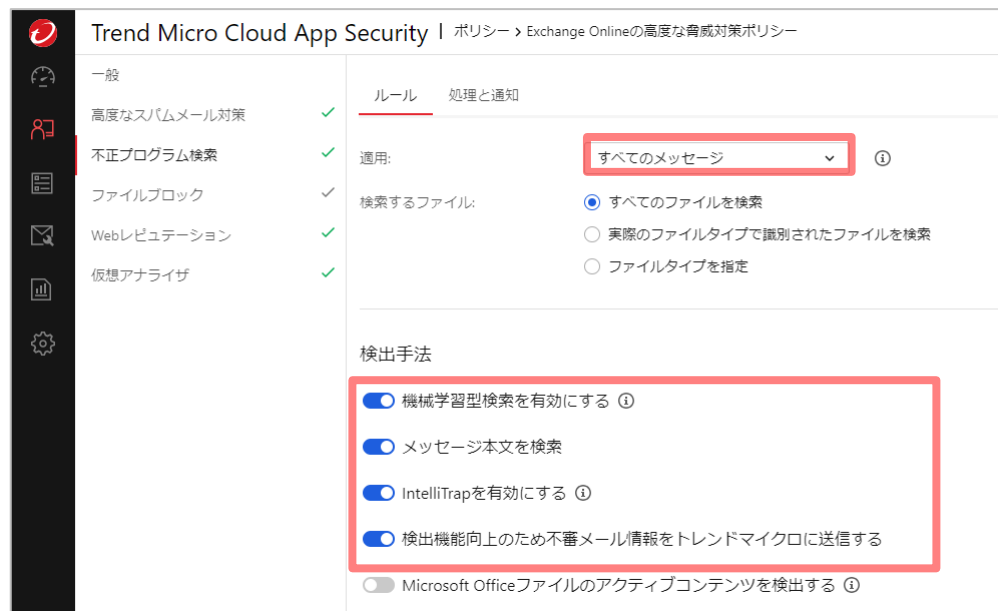 Trend Micro Cloud App Security | ポリシー > Exchange Onlineの高度な脅威対策ポリシー
一般
高度なスパムメール対策
不正プログラム検索
ファイルブロック
Webレピュテーション
仮想アナライザ
ルール 処理と通知
適用: すべてのメッセージ
検索するファイル: すべてのファイルを検索
実際のファイルタイプで識別されたファイルを検索
ファイルタイプを指定
検出手法
機械学習型検索を有効にする
メッセージ本文を検索
IntelliTrapを有効にする
検出機能向上のため不審メール情報をトレンドマイクロに送信する
Microsoft Officeファイルのアクティブコンテンツを検出する